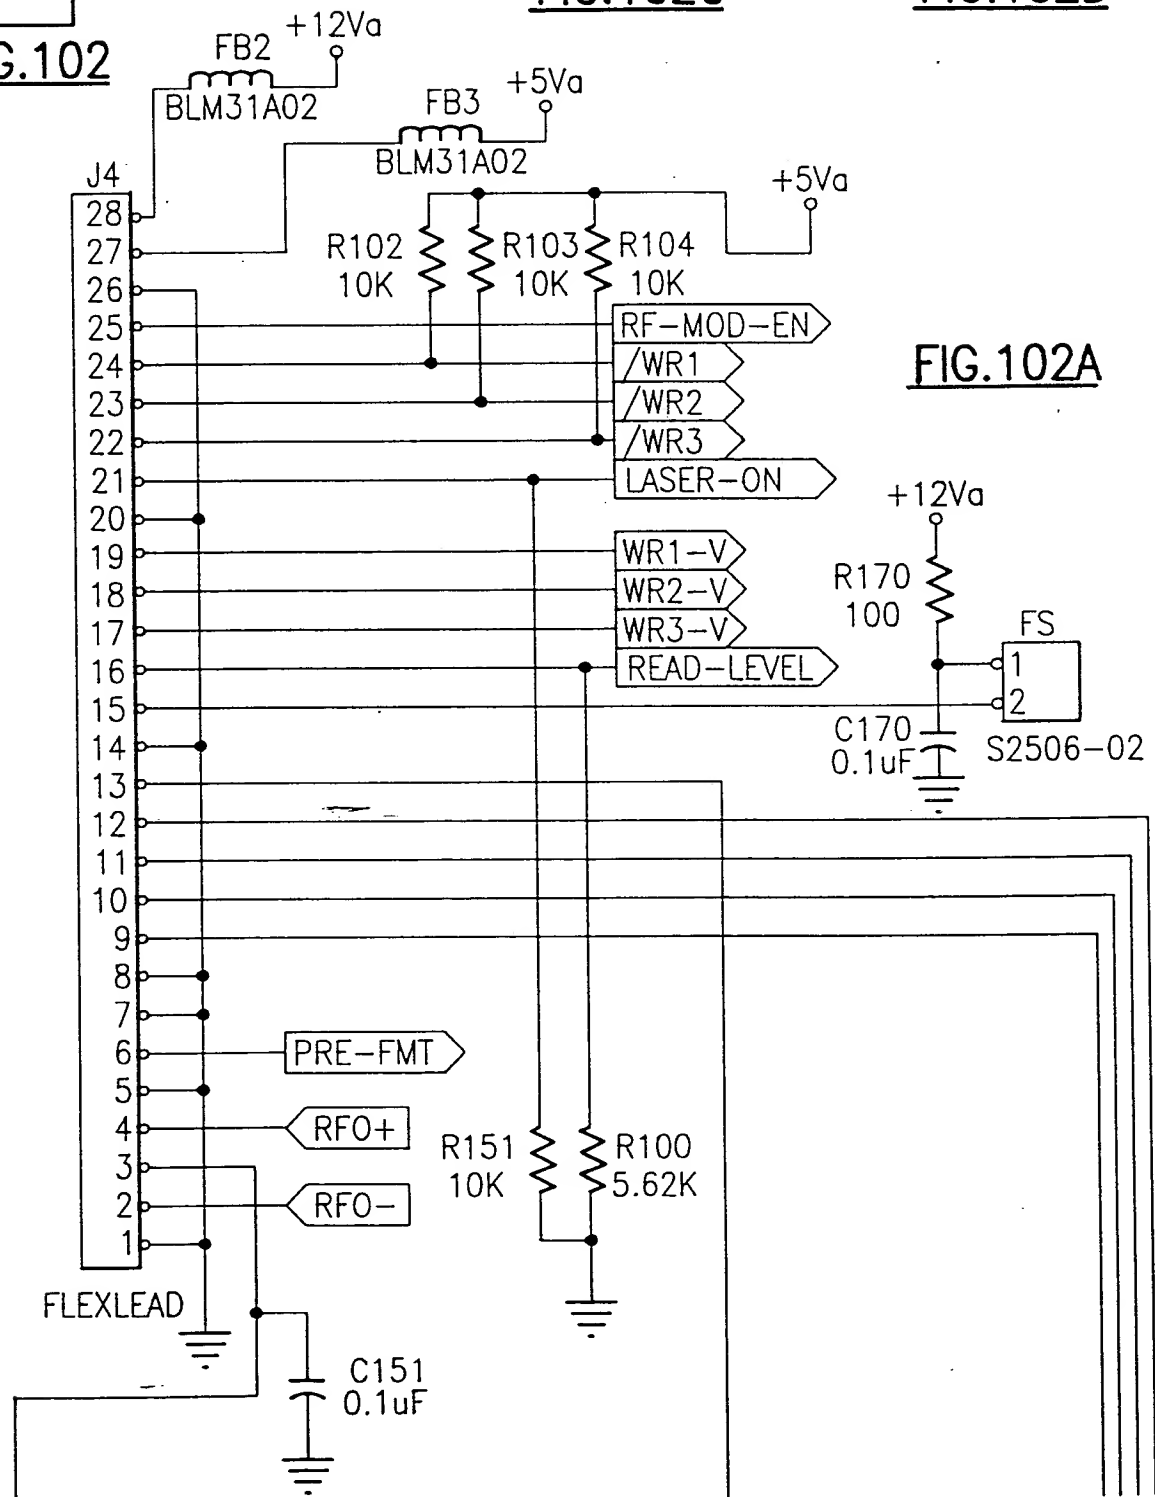 +12Va
FB2
G.102
BLM31A02
+5Va
FB3
BLM31A02
J4
+5Va
28
27
R102
10K
R103
10K
R104
10K
26
25
RF-MOD-EN
24
/WR1
FIG.102A
23
/WR2
22
/WR3
21
LASER-ON
+12Va
20
19
WR1-V
18
WR2-V
R170
100
17
WR3-V
FS
16
READ-LEVEL
1
15
2
C170
0.1uF
S2506-02
14
13
12
11
10
9
8
7
6
PRE-FMT
5
4
RFO+
R151
10K
R100
5.62K
3
2
RFO-
1
FLEXLEAD
C151
0.1uF